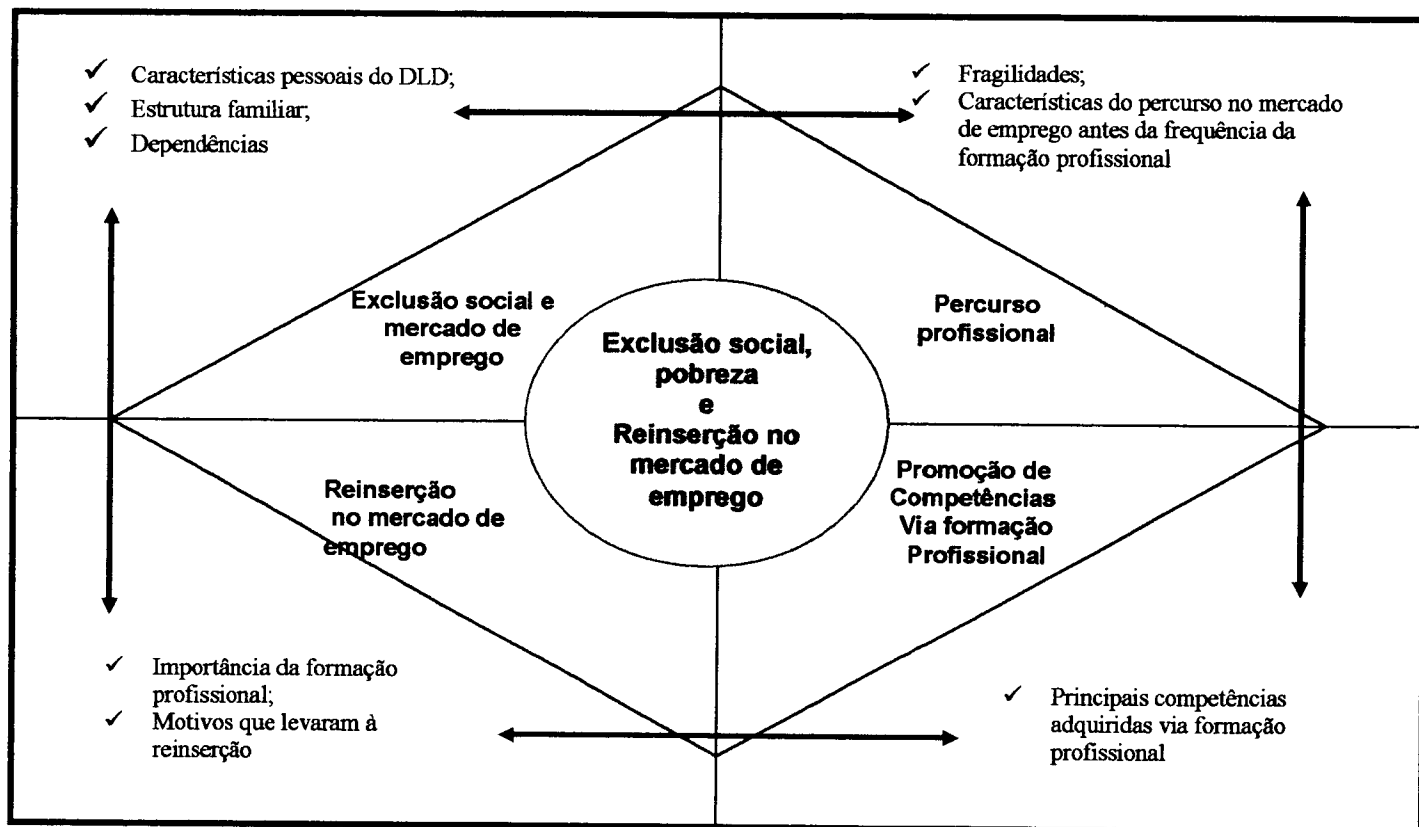 ✓ Características pessoais do DLD;
✓ Estrutura familiar;
✓ Dependências
✓ Fragilidades;
✓ Características do percurso no mercado
de emprego antes da frequência da
formação profissional
Exclusão social e
mercado de
emprego
Percurso
profissional
Exclusão social,
pobreza
e
Reinserção no
mercado de
emprego
Reinserção
no mercado de
emprego
Promoção de
Competências
Via formação
Profissional
✓ Importância da formação
profissional;
✓ Motivos que levaram à
reinserção
✓ Principais competências
adquiridas via formação
profissional